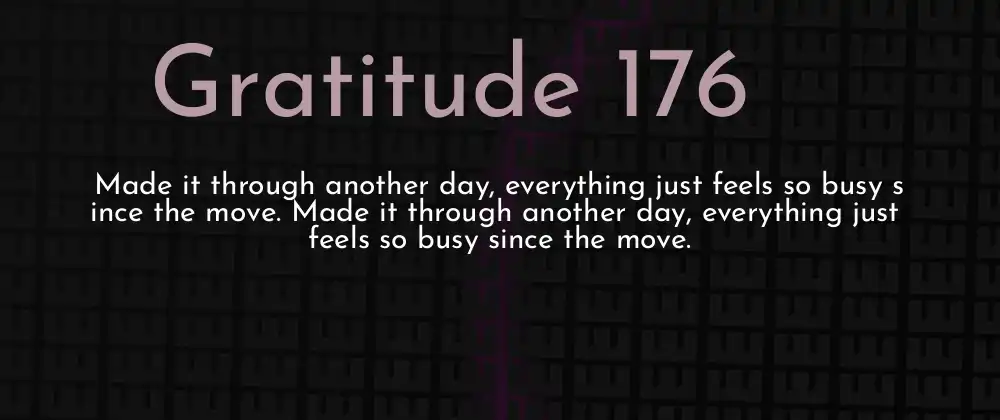 Gratitude 176
Made it through another day, everything just feels so busy s
ince the move. Made it through another day, everything just
feels so busy since the move.